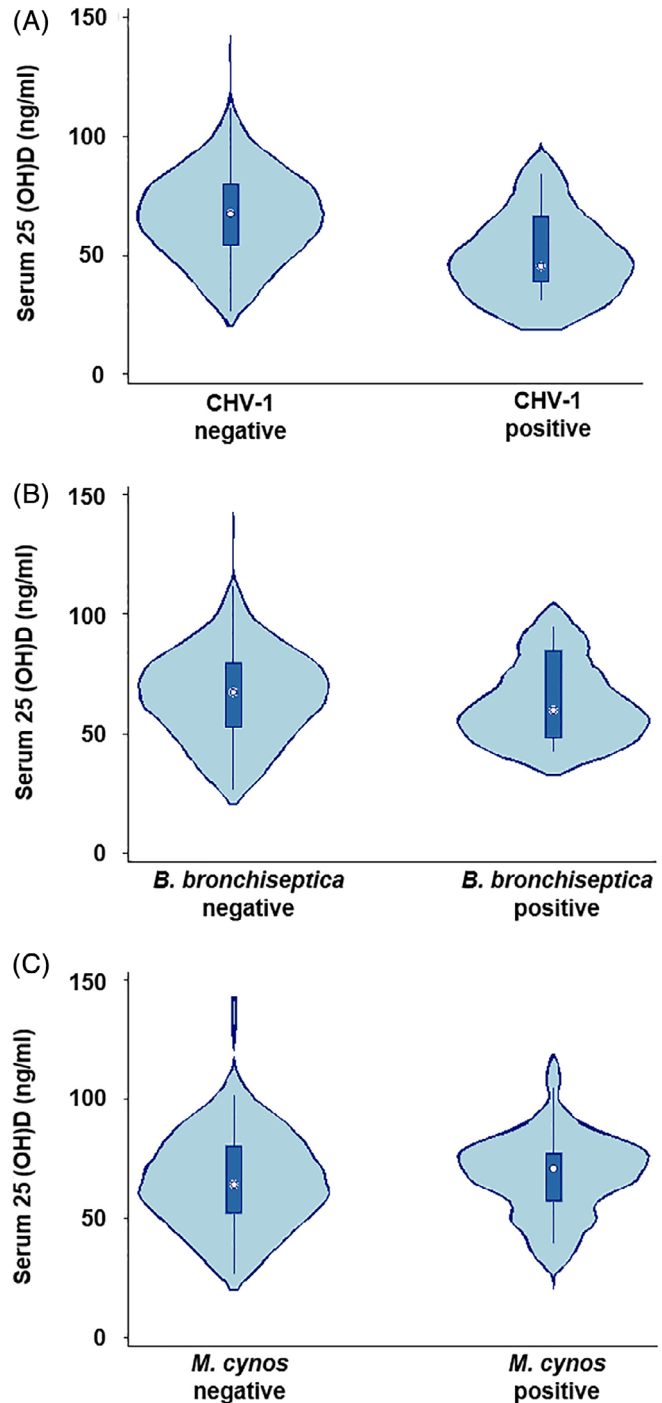 (A)
150
100
50
0
Serum 25 (OH)D (ng/ml)
CHV-1
negative
CHV-1
positive
(B)
150
100
50
0
Serum 25 (OH)D (ng/ml)
B. bronchiseptica
negative
B. bronchiseptica
positive
(C)
150
100
50
0
Serum 25 (OH)D (ng/ml)
M. cynos
negative
M. cynos
positive